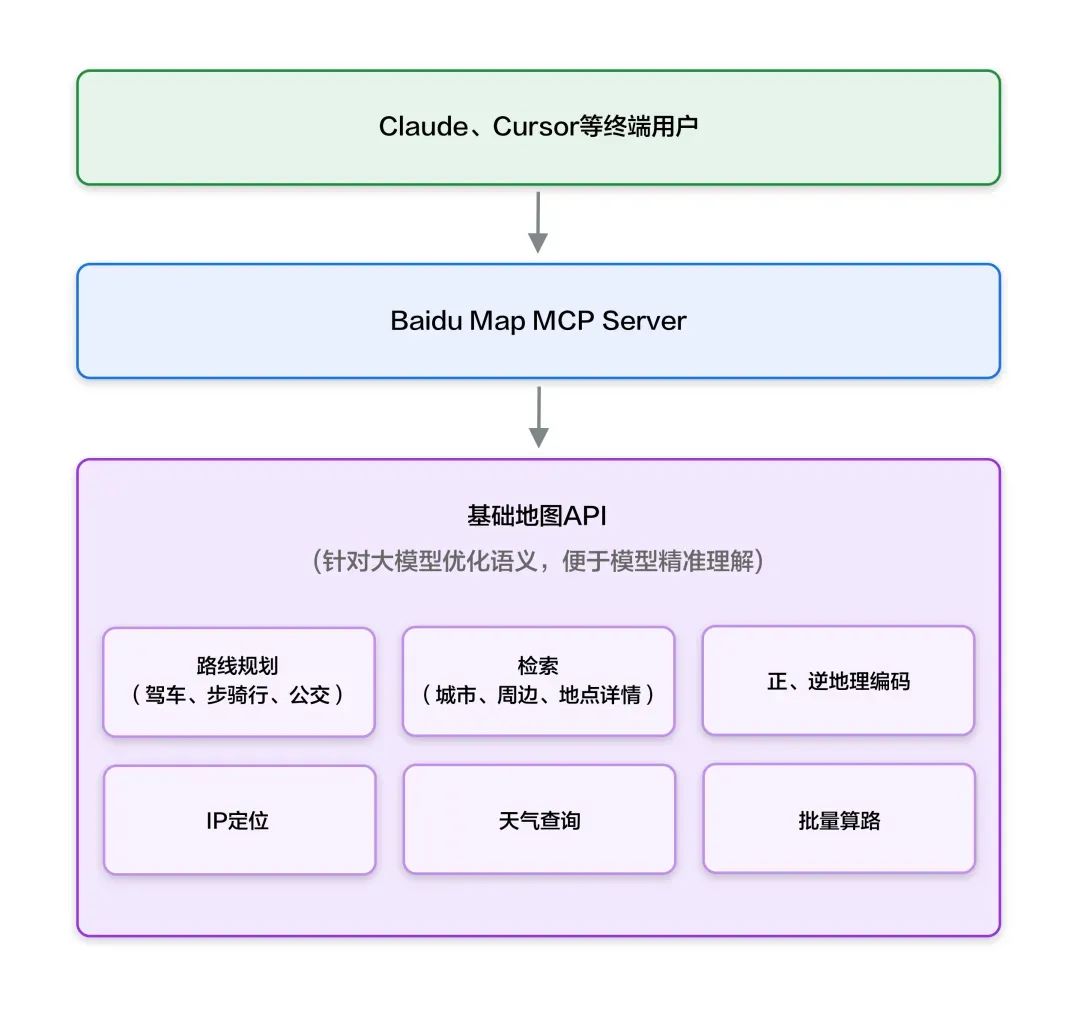 Claude、Cursor等终端用户
Baidu Map MCP Server
基础地图API
(针对大模型优化语义，便于模型精准理解)
路线规划
（驾车、步骑行、公交）
检索
（城市、周边、地点详情）
正、逆地理编码
IP定位
天气查询
批量算路